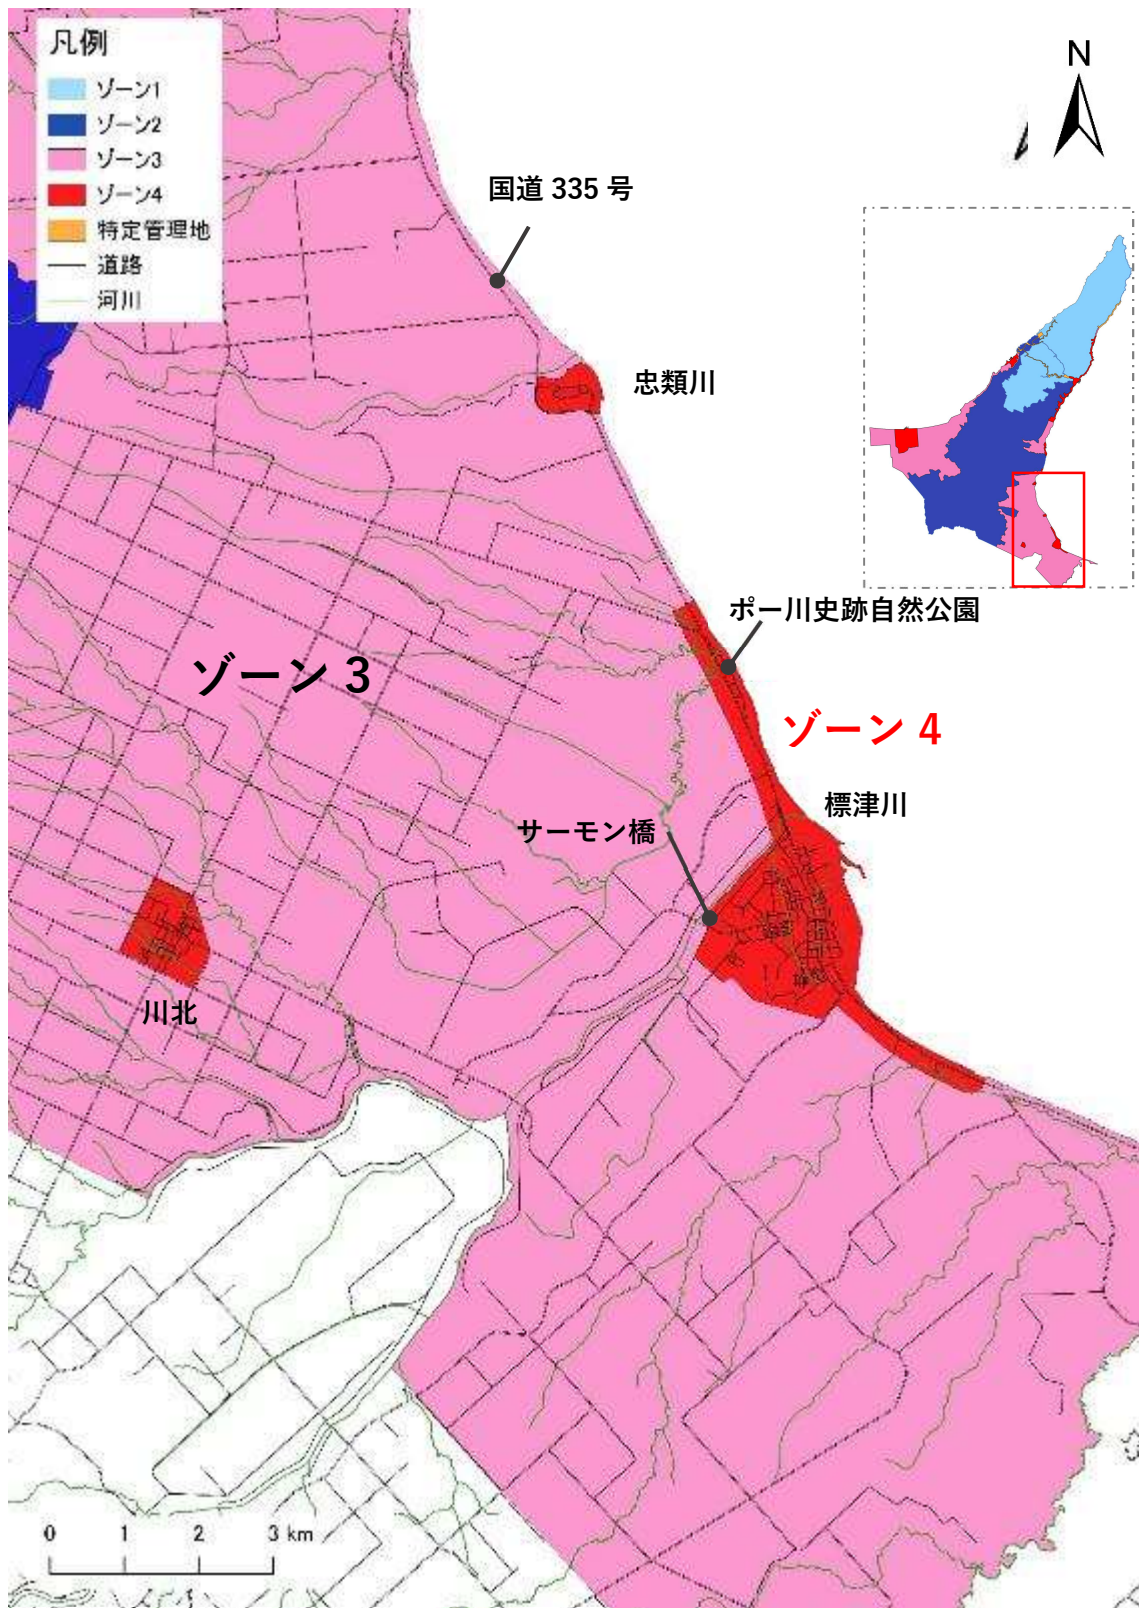 凡例
ゾーン1
ゾーン2
ゾーン3
ゾーン4
特定管理地
道路
河川
N
国道 335 号
忠類川
ポー川史跡自然公園
ゾーン 3
ゾーン 4
標津川
サーモン橋
川北
0 1 2 3 km